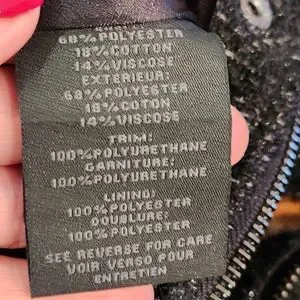 68% POLYESTER
18% COTTON
14% VISCOSE
EXTERIEUR:
68% POLYESTER
18% COTON
14% VISCOSE
TRIM:
100% POLYURETHANE
GARNITURE:
100% POLYURETHANE
LINING:
100% POLYESTER
DOUBLURE:
100% POLYESTER
SEE REVERSE FOR CARE
VOIR VERSO POUR
ENTRETIEN